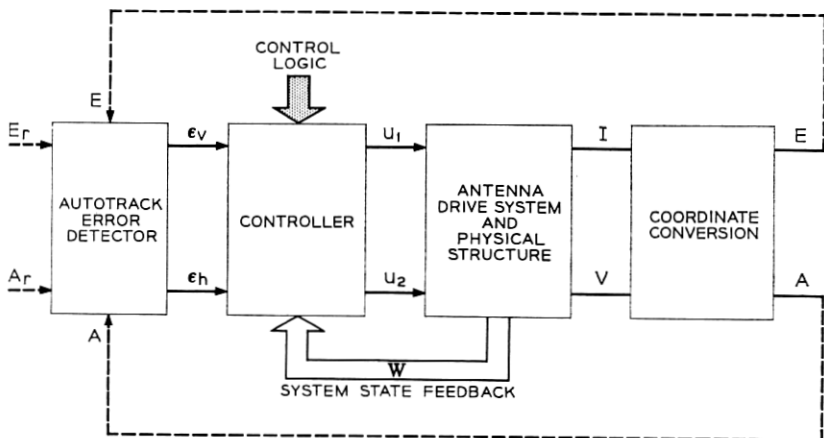 CONTROL
LOGIC
E
Er
ϵv
u1
I
E
AUTOTRACK
ERROR
DETECTOR
CONTROLLER
ANTENNA
DRIVE SYSTEM
AND
PHYSICAL
STRUCTURE
COORDINATE
CONVERSION
Ar
ϵh
u2
V
A
A
W
SYSTEM STATE FEEDBACK